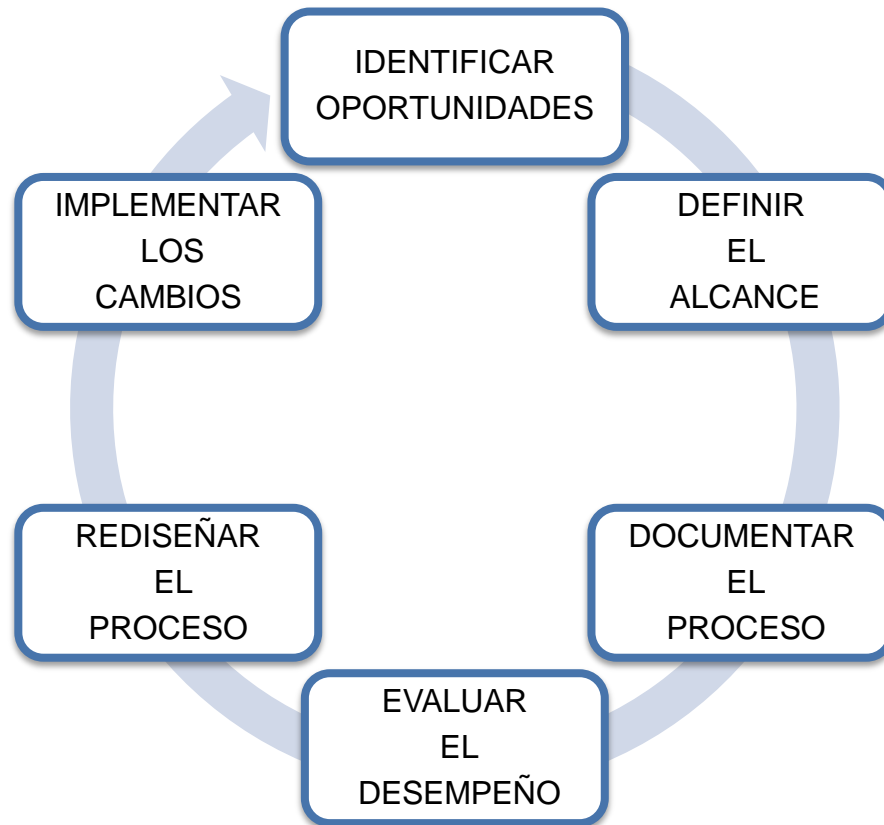 IDENTIFICAR
OPORTUNIDADES
DEFINIR
EL
ALCANCE
DOCUMENTAR
EL
PROCESO
EVALUAR
EL
DESEMPEÑO
REDISEÑAR
EL
PROCESO
IMPLEMENTAR
LOS
CAMBIOS